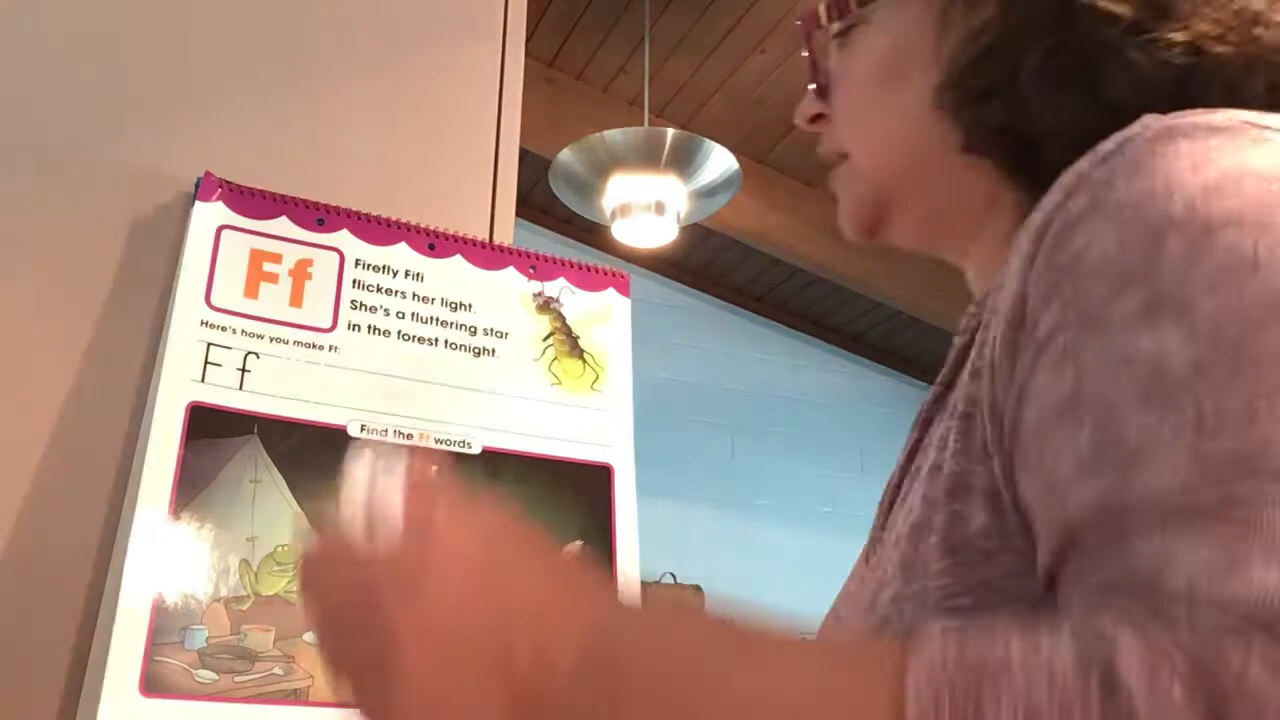 Ff
Firefly Fifi
flickers her light.
She's a fluttering star
in the forest tonight.
Here's how you make Ff:
Ff
Find the Ff words